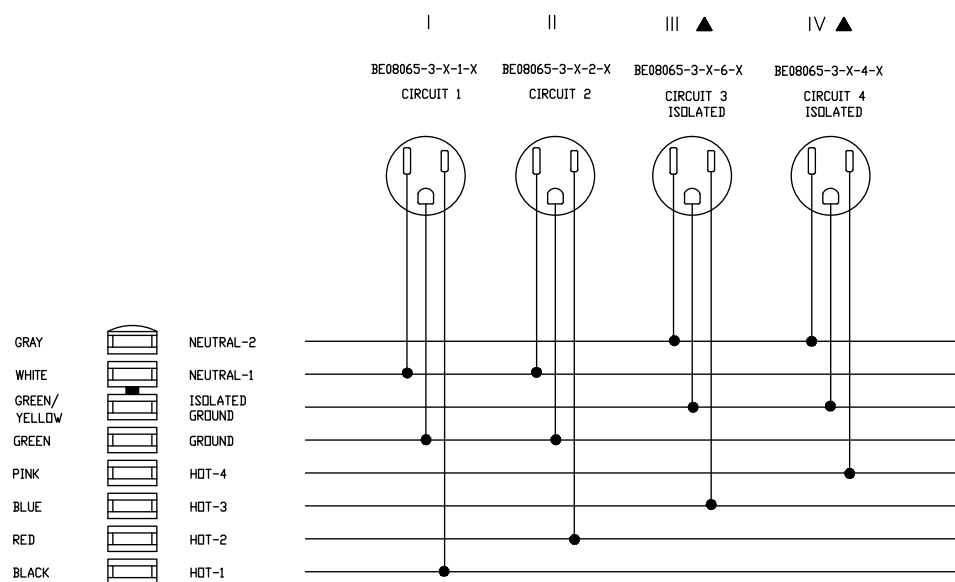 I II III ▲ IV ▲
BE08065-3-X-1-X BE08065-3-X-2-X BE08065-3-X-6-X BE08065-3-X-4-X
CIRCUIT 1 CIRCUIT 2 CIRCUIT 3 CIRCUIT 4
ISOLATED ISOLATED
GRAY NEUTRAL-2
WHITE NEUTRAL-1
GREEN/ ISOLATED
YELLOW GROUND
GREEN GROUND
PINK HOT-4
BLUE HOT-3
RED HOT-2
BLACK HOT-1